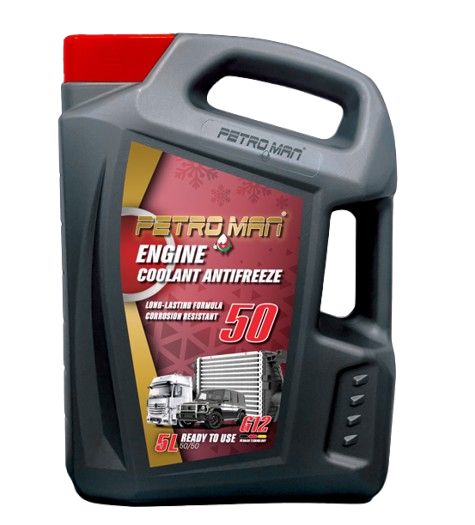 PETROMAN
PETROMAN®
ENGINE
COOLANT ANTIFREEZE
LONG-LASTING FORMULA
CORROSION RESISTANT
50
G12
5L READY TO USE
50/50